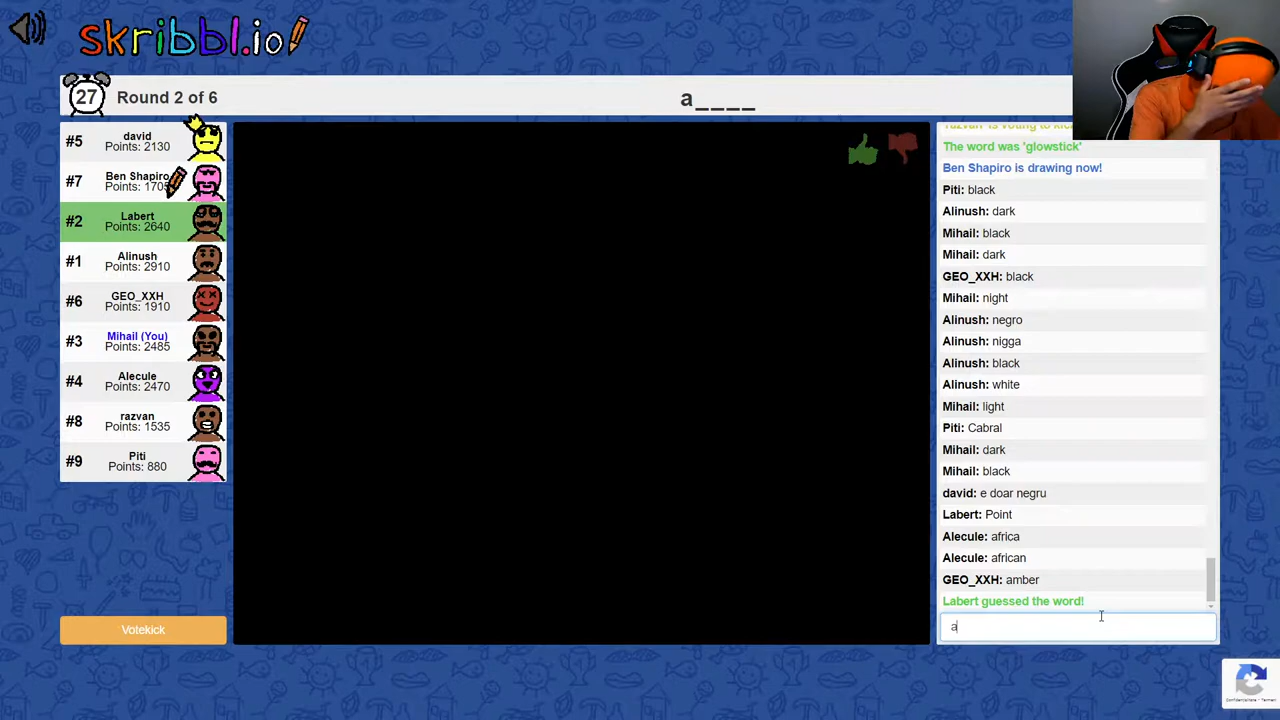 skribbl.io
27
Round 2 of 6
a____
#5
david
Points: 2130
#7
Ben Shapiro
Points: 1705
#2
Labert
Points: 2640
#1
Alinush
Points: 2910
#6
GEO_XXH
Points: 1910
#3
Mihail (You)
Points: 2485
#4
Alecule
Points: 2470
#8
razvan
Points: 1535
#9
Piti
Points: 880
Votekick
'razvan' is voting to kick
The word was 'glowstick'
Ben Shapiro is drawing now!
Piti: black
Alinush: dark
Mihail: black
Mihail: dark
GEO_XXH: black
Mihail: night
Alinush: negro
Alinush: nigga
Alinush: black
Alinush: white
Mihail: light
Piti: Cabral
Mihail: dark
Mihail: black
david: e doar negru
Labert: Point
Alecule: africa
Alecule: african
GEO_XXH: amber
Labert guessed the word!
a